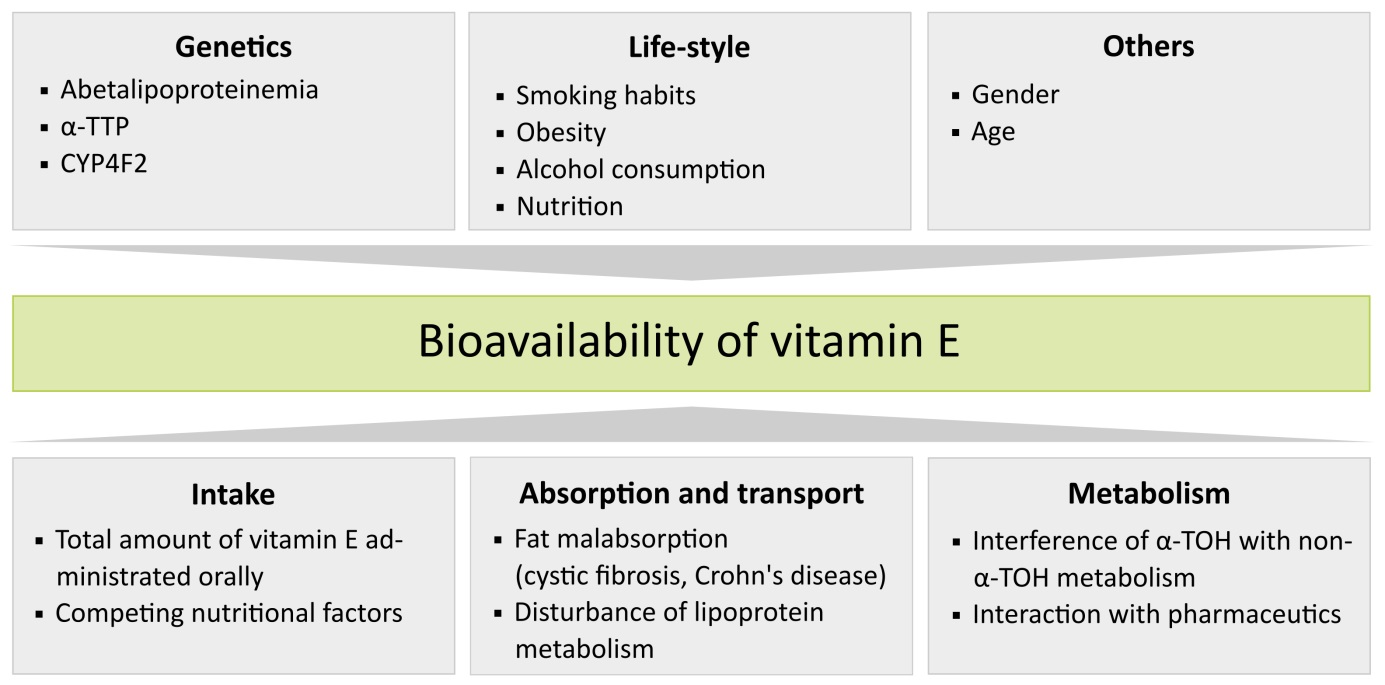 Genetics
▪ Abetalipoproteinemia
▪ α-TTP
▪ CYP4F2
Life-style
▪ Smoking habits
▪ Obesity
▪ Alcohol consumption
▪ Nutrition
Others
▪ Gender
▪ Age
Bioavailability of vitamin E
Intake
▪ Total amount of vitamin E ad-
ministrated orally
▪ Competing nutritional factors
Absorption and transport
▪ Fat malabsorption
(cystic fibrosis, Crohn's disease)
▪ Disturbance of lipoprotein
metabolism
Metabolism
▪ Interference of α-TOH with non-
α-TOH metabolism
▪ Interaction with pharmaceutics